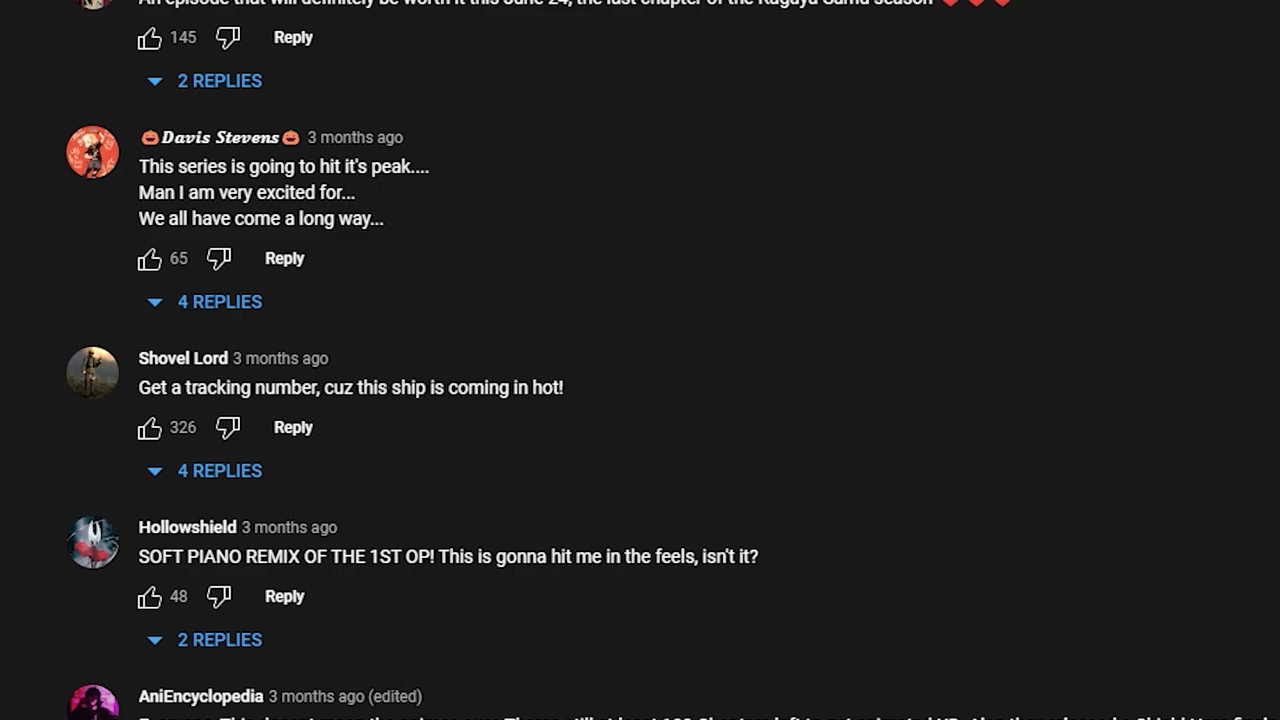 An episode that will definitely be worth it this June 24, the last chapter of the Kaguya Sama season ❤❤❤
145 Reply
2 REPLIES
🎃Davis Stevens🎃 3 months ago
This series is going to hit it's peak....
Man I am very excited for...
We all have come a long way...
65 Reply
4 REPLIES
Shovel Lord 3 months ago
Get a tracking number, cuz this ship is coming in hot!
326 Reply
4 REPLIES
Hollowshield 3 months ago
SOFT PIANO REMIX OF THE 1ST OP! This is gonna hit me in the feels, isn't it?
48 Reply
2 REPLIES
AniEncyclopedia 3 months ago (edited)